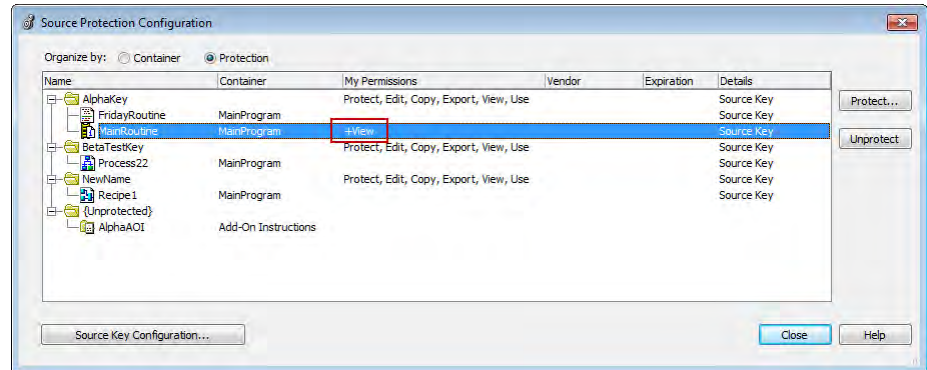 Source Protection Configuration
Organize by: Container Protection
Name Container My Permissions Vendor Expiration Details
AlphaKey Protect, Edit, Copy, Export, View, Use Source Key
Protect...
FridayRoutine MainProgram Source Key
MainRoutine MainProgram +View Source Key
Unprotect
BetaTestKey Protect, Edit, Copy, Export, View, Use Source Key
Process22 MainProgram Source Key
NewName Protect, Edit, Copy, Export, View, Use Source Key
Recipe1 MainProgram Source Key
{Unprotected}
AlphaAOI Add-On Instructions
Source Key Configuration... Close Help